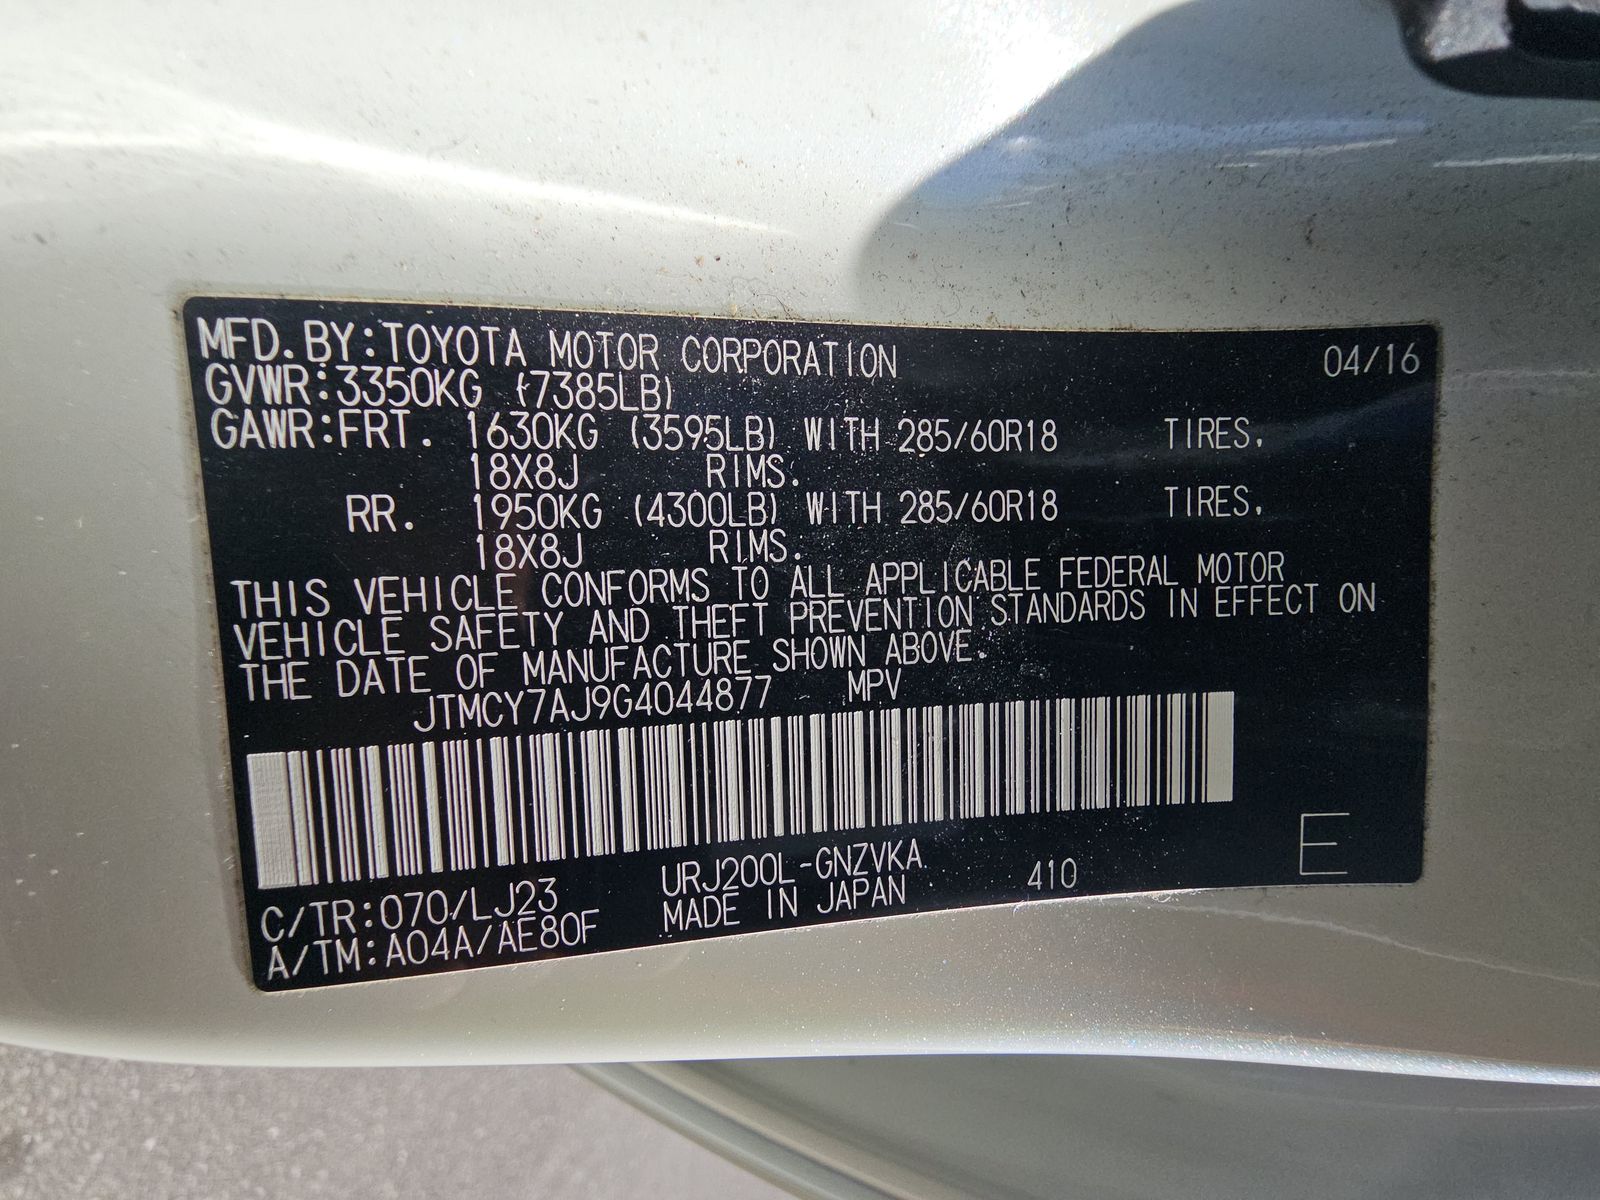 MFD. BY:TOYOTA MOTOR CORPORATION 04/16
GVWR:3350KG (7385LB)
GAWR:FRT. 1630KG (3595LB) WITH 285/60R18 TIRES,
18X8J RIMS.
RR. 1950KG (4300LB) WITH 285/60R18 TIRES,
18X8J RIMS.
THIS VEHICLE CONFORMS TO ALL APPLICABLE FEDERAL MOTOR
VEHICLE SAFETY AND THEFT PREVENTION STANDARDS IN EFFECT ON
THE DATE OF MANUFACTURE SHOWN ABOVE.
JTMCY7AJ9G4044877 MPV
C/TR:070/LJ23 URJ200L-GNZVKA 410 E
A/TM:A04A/AE80F MADE IN JAPAN